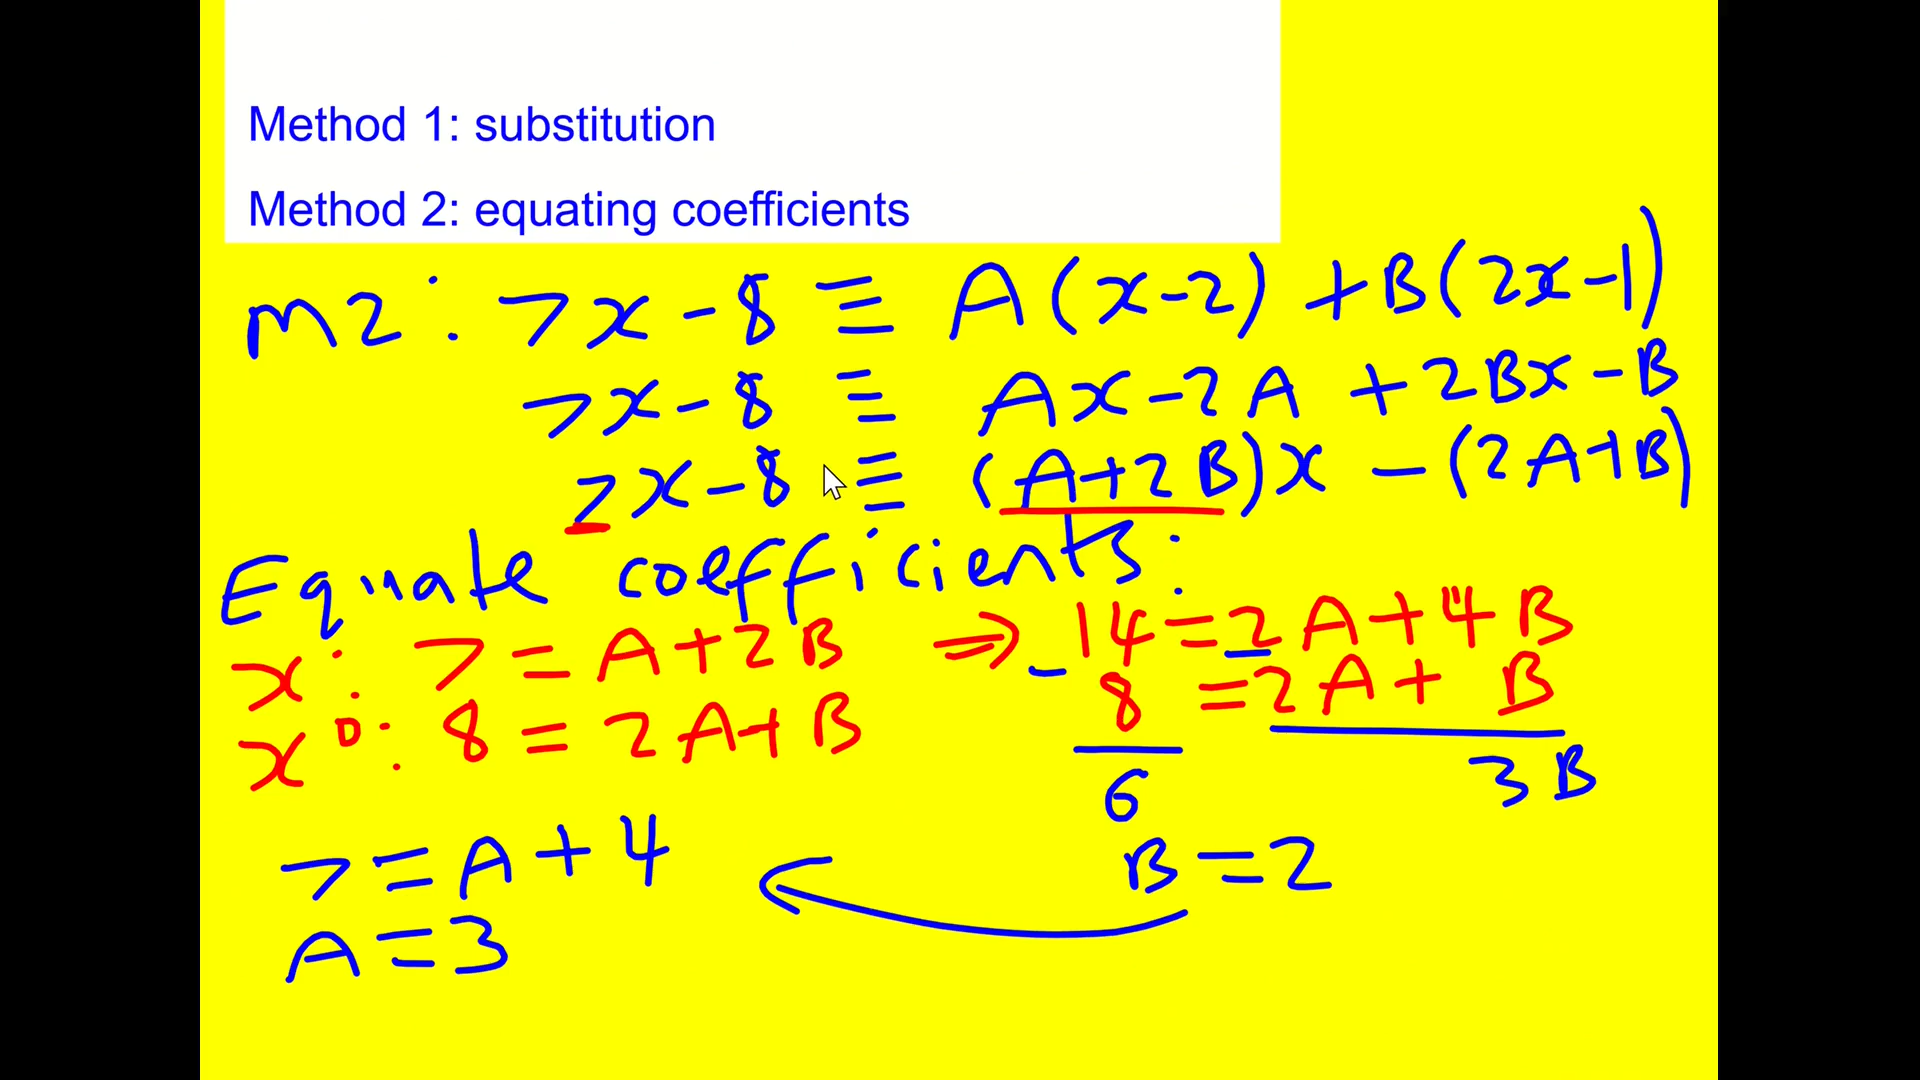 Method 1: substitution
Method 2: equating coefficients
M2: 7x - 8 ≡ A(x-2) + B(2x-1)
7x - 8 ≡ Ax - 2A + 2Bx - B
7x - 8 ≡ (A+2B)x - (2A+B)
Equate coefficients:
x: 7 = A+2B ⇒ 14 = 2A + 4B
x⁰: 8 = 2A+B - 8 = 2A + B
6 3B
7 = A + 4 B = 2
A = 3